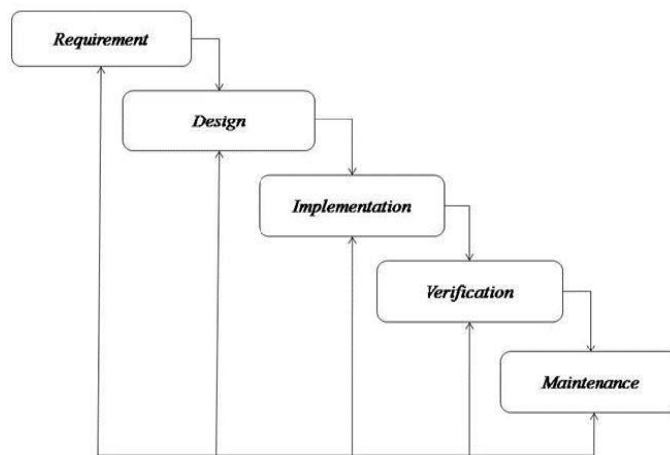 Requirement
Design
Implementation
Verification
Maintenance